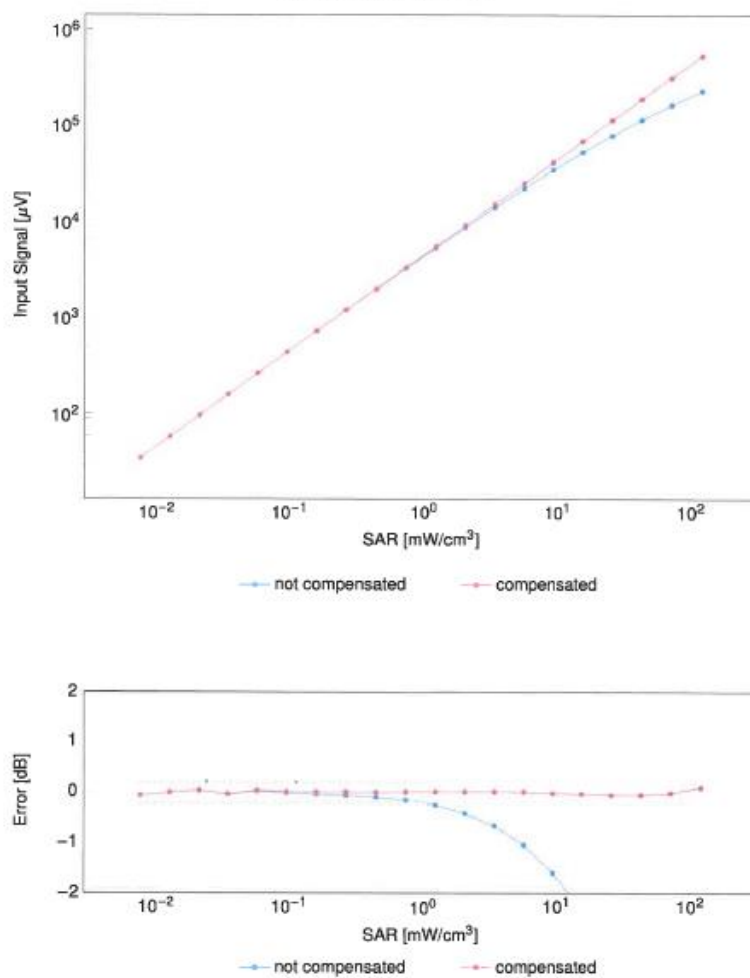 10⁶
10⁵
10⁴
10³
10²
Input Signal [µV]
10⁻² 10⁻¹ 10⁰ 10¹ 10²
SAR [mW/cm³]
not compensated compensated
2
1
0
−1
−2
Error [dB]
10⁻² 10⁻¹ 10⁰ 10¹ 10²
SAR [mW/cm³]
not compensated compensated